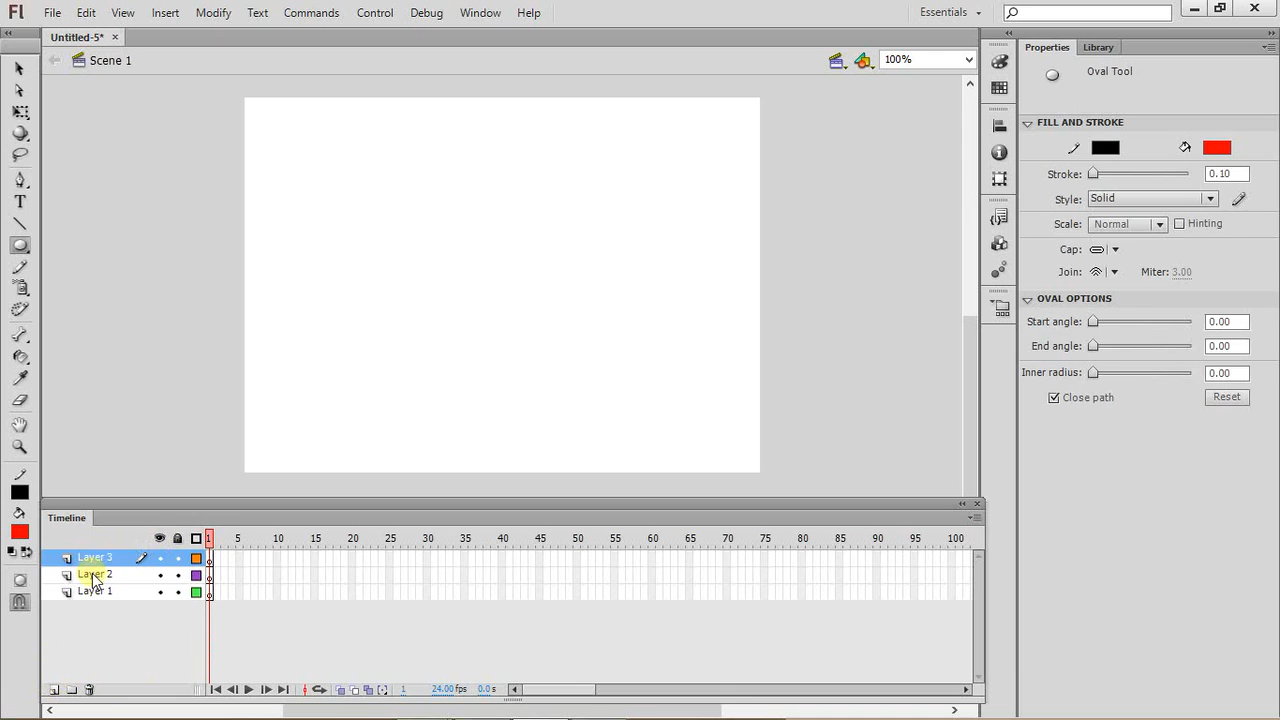 Fl File Edit View Insert Modify Text Commands Control Debug Window Help Essentials
Untitled-5* ×
Scene 1 100%
Properties Library
Oval Tool
FILL AND STROKE
Stroke: 0.10
Style: Solid
Scale: Normal Hinting
Cap:
Join: Miter: 3.00
OVAL OPTIONS
Start angle: 0.00
End angle: 0.00
Inner radius: 0.00
Close path Reset
Timeline
1 5 10 15 20 25 30 35 40 45 50 55 60 65 70 75 80 85 90 95 100
Layer 3
Layer 2
Layer 1
1 24.00 fps 0.0 s